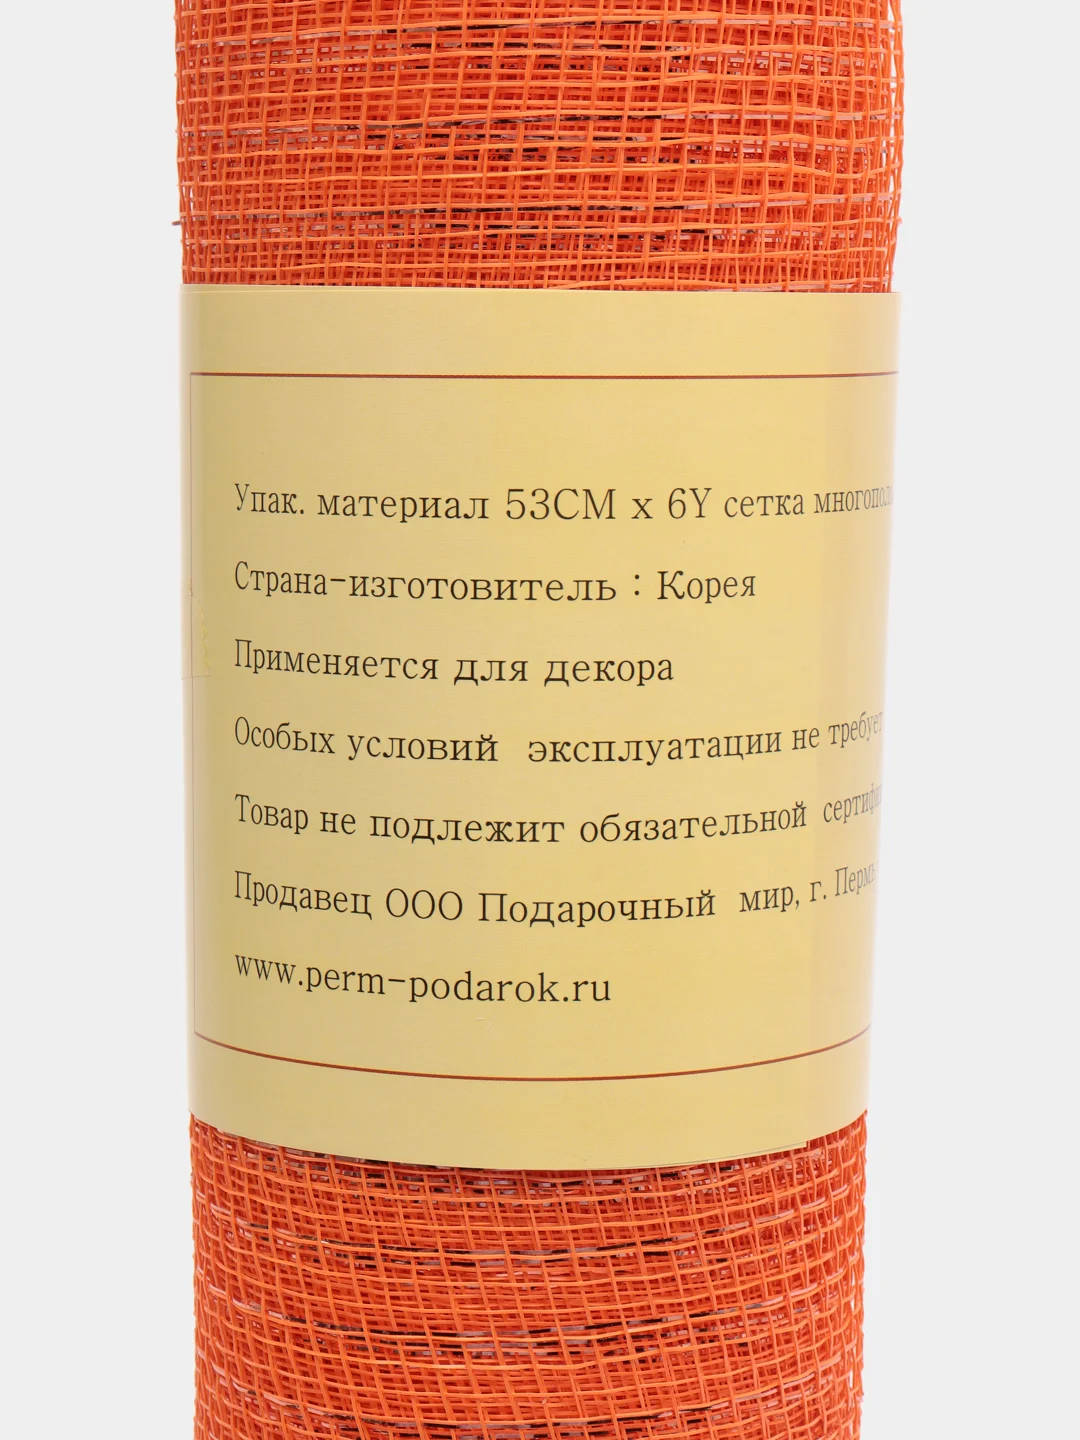 Упак. материал 53СМ х 6Y сетка
Страна-изготовитель : Корея
Применяется для декора
Особых условий эксплуатации не требует
Товар не подлежит обязательной
Продавец ООО Подарочный мир, г. Пермь
www.perm-podarok.ru